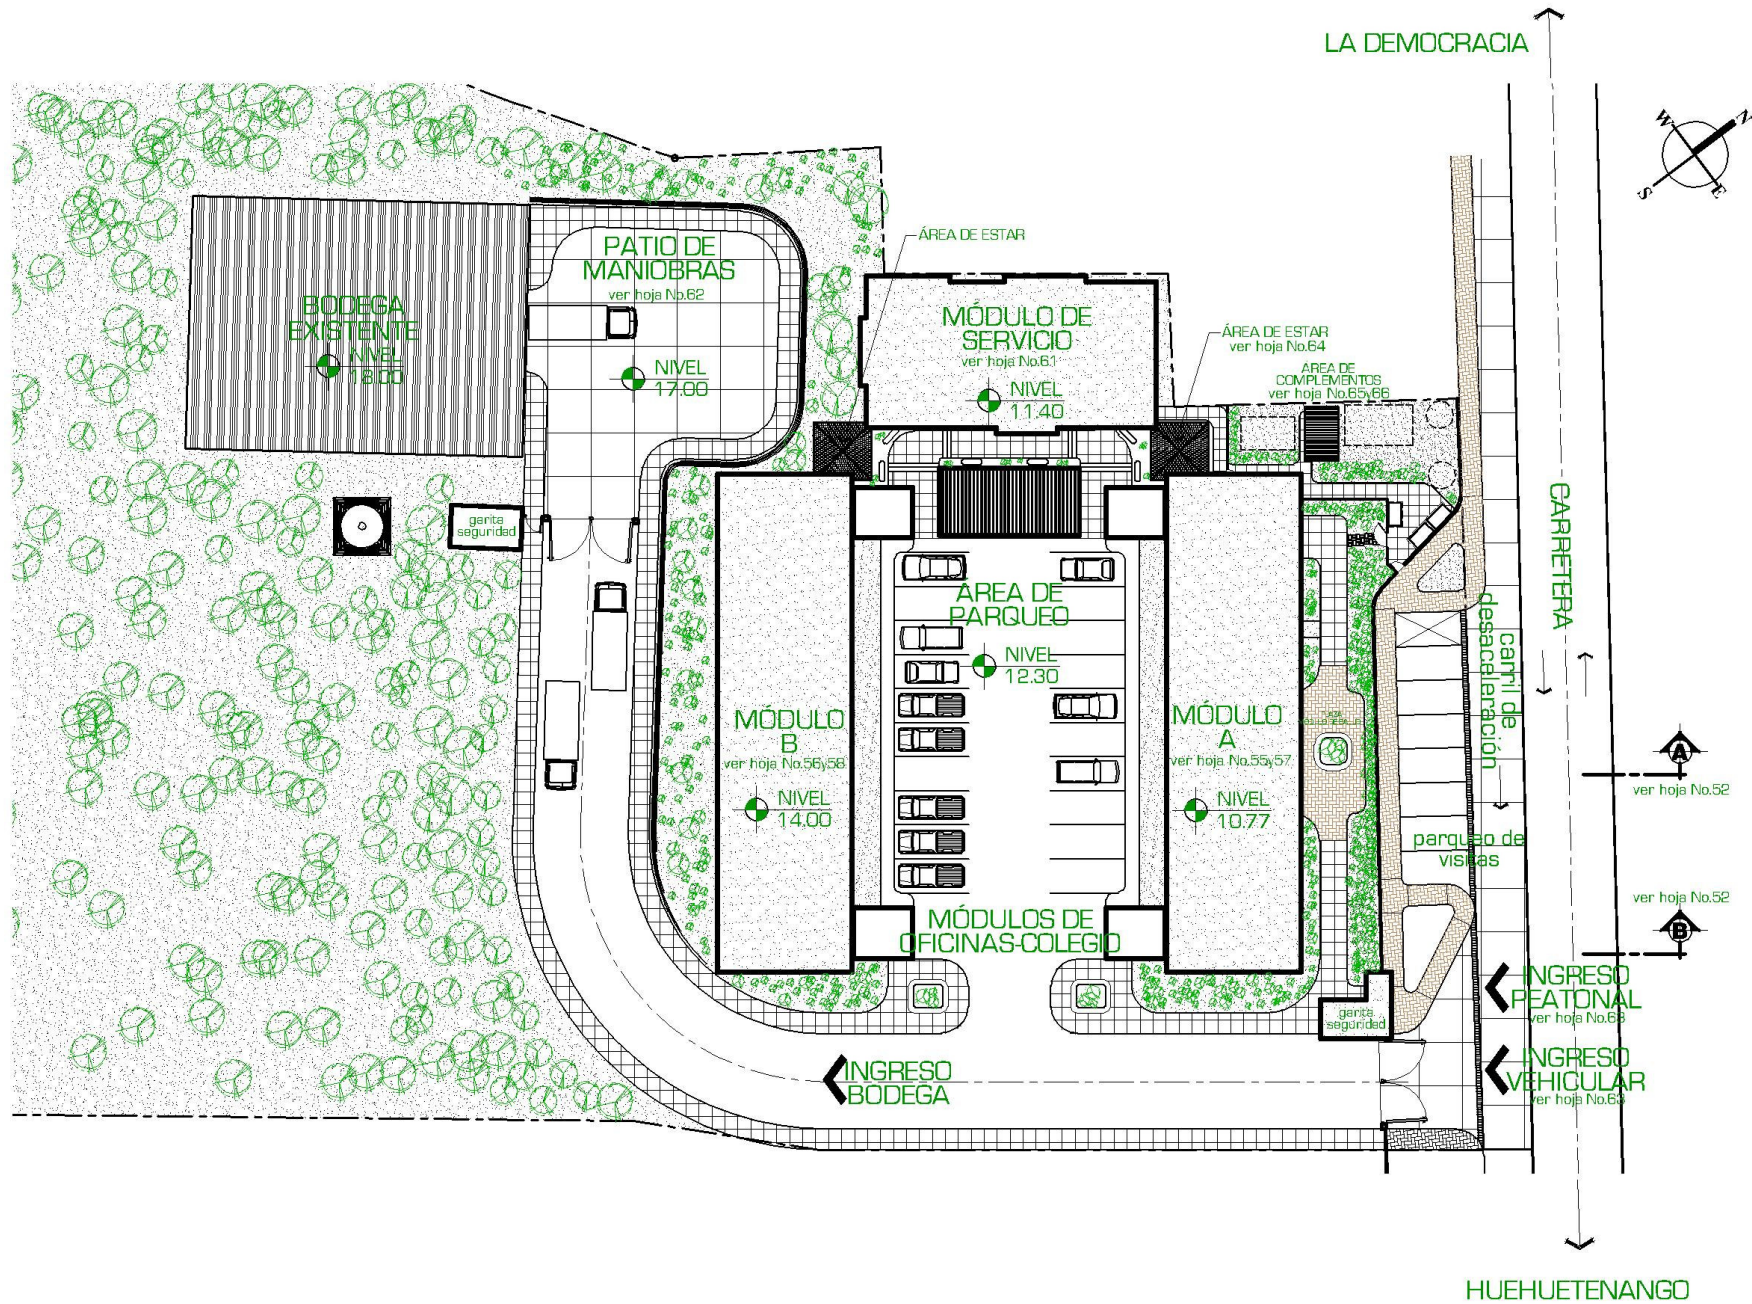 LA DEMOCRACIA
W
N
S
E
ÁREA DE ESTAR
PATIO DE
MANIOBRAS
ver hoja No.62
BODEGA
EXISTENTE
NIVEL
18.00
NIVEL
17.00
MÓDULO DE
SERVICIO
ver hoja No.61
NIVEL
11.40
ÁREA DE ESTAR
ver hoja No.64
AREA DE
COMPLEMENTOS
ver hoja No.65y66
garita
seguridad
CARRETERA
carril de
desaceleración
ÁREA DE
PARQUEO
NIVEL
12.30
MÓDULO
B
ver hoja No.56y58
NIVEL
14.00
MÓDULO
A
ver hoja No.55y57
NIVEL
10.77
A
ver hoja No.52
parqueo de
visitas
ver hoja No.52
B
MÓDULOS DE
OFICINAS-COLEGIO
INGRESO
PEATONAL
ver hoja No.63
garita
seguridad
INGRESO
VEHICULAR
ver hoja No.63
INGRESO
BODEGA
HUEHUETENANGO